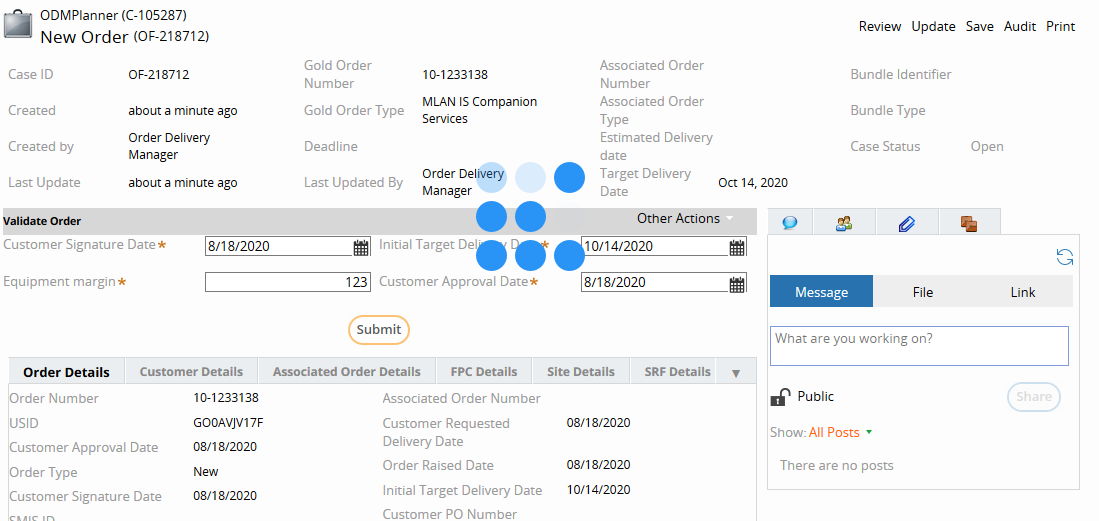 ODMPlanner (C-105287)
New Order (OF-218712)
Review Update Save Audit Print
Case ID OF-218712 Gold Order Number 10-1233138 Associated Order Number Bundle Identifier
Created about a minute ago Gold Order Type MLAN IS Companion Services Associated Order Type Bundle Type
Created by Order Delivery Manager Deadline Estimated Delivery date Case Status Open
Last Update about a minute ago Last Updated By Order Delivery Manager Target Delivery Date Oct 14, 2020
Validate Order Other Actions
Customer Signature Date* 8/18/2020 Initial Target Delivery Date* 10/14/2020
Equipment margin* 123 Customer Approval Date* 8/18/2020
Submit
Order Details Customer Details Associated Order Details FPC Details Site Details SRF Details
Order Number 10-1233138
USID GO0AVJV17F
Customer Approval Date 08/18/2020
Order Type New
Customer Signature Date 08/18/2020
SMIS ID
Associated Order Number
Customer Requested Delivery Date 08/18/2020
Order Raised Date 08/18/2020
Initial Target Delivery Date 10/14/2020
Customer PO Number
Message File Link
What are you working on?
Public Share
Show: All Posts
There are no posts